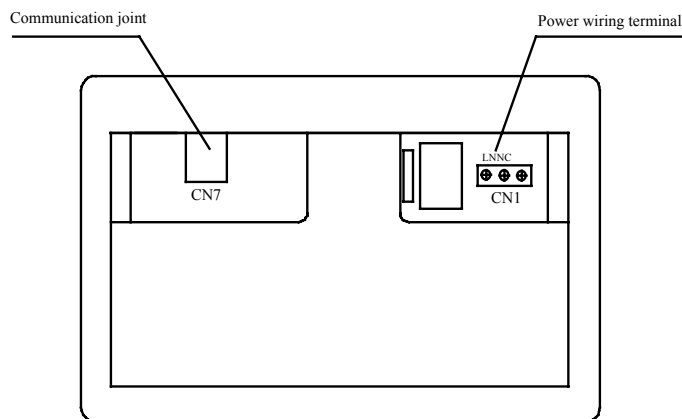 Communication joint
Power wiring terminal
LNNC
CN7
CN1